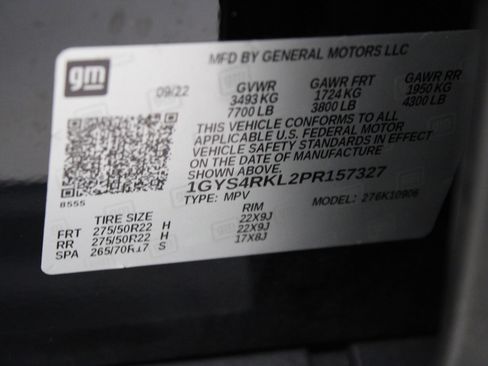 gm
MFD BY GENERAL MOTORS LLC
09/22 GVWR GAWR FRT GAWR RR
3493 KG 1724 KG 1950 KG
7700 LB 3800 LB 4300 LB
THIS VEHICLE CONFORMS TO ALL
APPLICABLE U.S. FEDERAL MOTOR
VEHICLE SAFETY STANDARDS IN EFFECT
ON THE DATE OF MANUFACTURE
SHOWN ABOVE.
1GYS4RKL2PR157327
TYPE: MPV MODEL: 276K10906
8555
TIRE SIZE RIM
FRT 275/50R22 H 22X9J
RR 275/50R22 H 22X9J
SPA 265/70R17 S 17X8J